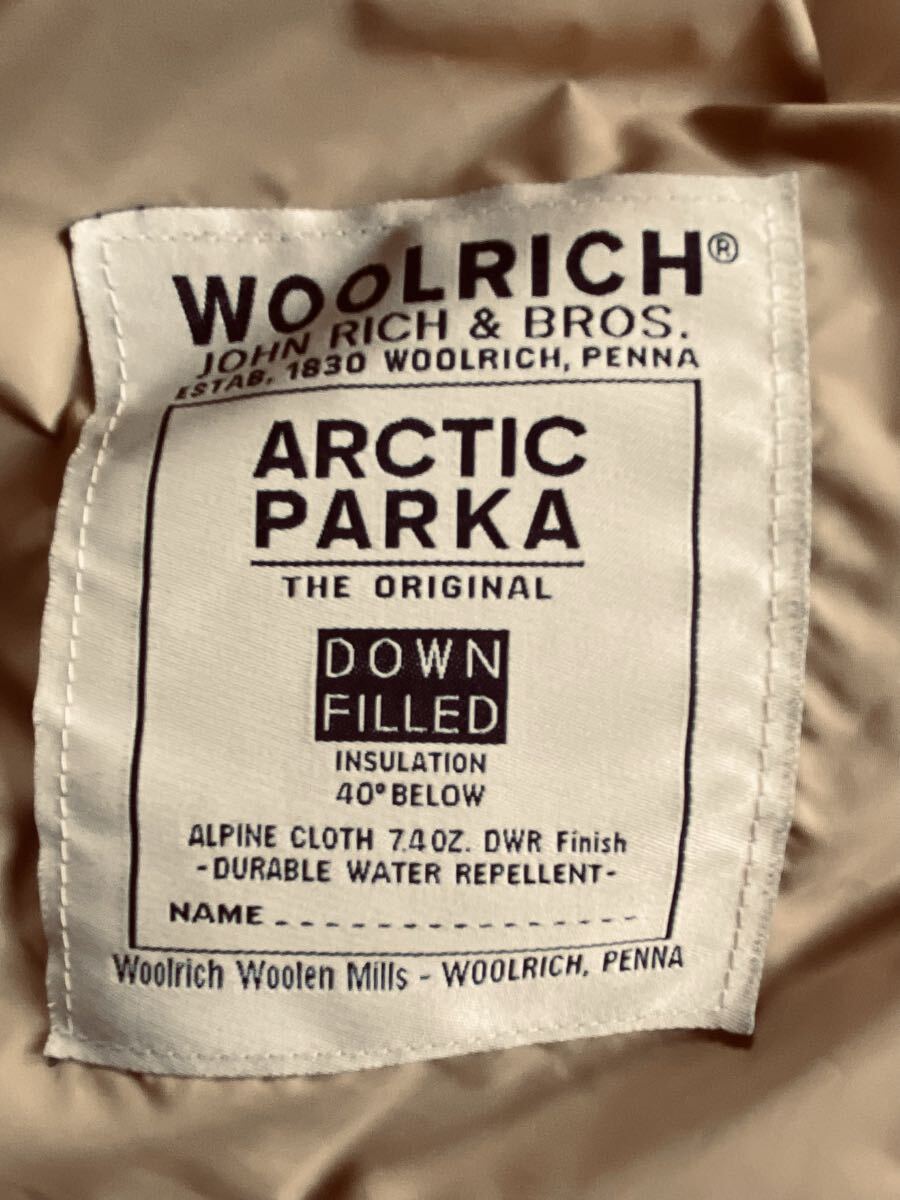 WOOLRICH®
JOHN RICH & BROS.
ESTAB. 1830 WOOLRICH, PENNA
ARCTIC
PARKA
THE ORIGINAL
DOWN
FILLED
INSULATION
40° BELOW
ALPINE CLOTH 7.4 OZ. DWR Finish
-DURABLE WATER REPELLENT-
NAME _ _ _ _ _ _ _ _ _ _ _ _ _ _ _ _
Woolrich Woolen Mills - WOOLRICH, PENNA